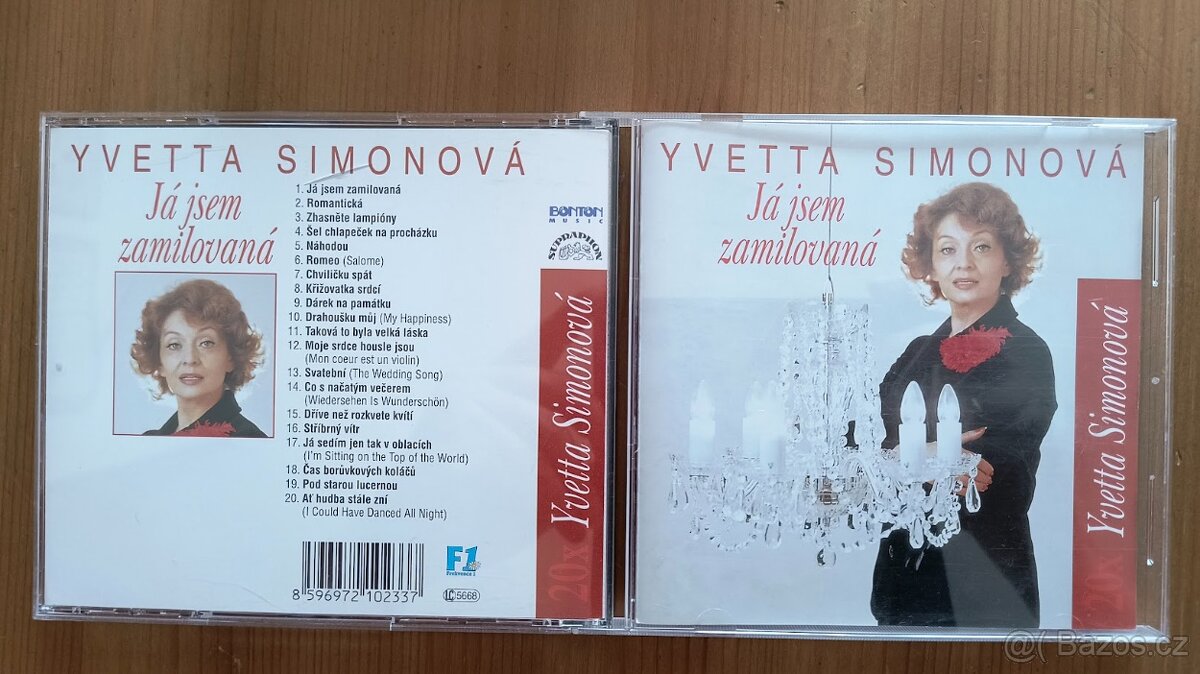 YVETTA SIMONOVÁ
Já jsem
zamilovaná
1. Já jsem zamilovaná
2. Romantická
3. Zhasněte lampióny
4. Šel chlapeček na procházku
5. Náhodou
6. Romeo (Salome)
7. Chviličku spát
8. Křižovatka srdcí
9. Dárek na památku
10. Drahoušku můj (My Happiness)
11. Taková to byla velká láska
12. Moje srdce housle jsou
(Mon coeur est un violin)
13. Svatební (The Wedding Song)
14. Co s načatým večerem
(Wiedersehen Is Wunderschön)
15. Dříve než rozkvete kvítí
16. Stříbrný vítr
17. Já sedím jen tak v oblacích
(I'm Sitting on the Top of the World)
18. Čas borůvkových koláčů
19. Pod starou lucernou
20. Ať hudba stále zní
(I Could Have Danced All Night)
BONTON
MUSIC
SUPRAPHON
20x Yvetta Simonová
F1
Frekvence 1
8 596972 102337
LC 5668
YVETTA SIMONOVÁ
Já jsem
zamilovaná
20x Yvetta Simonová
@( Bazos.cz